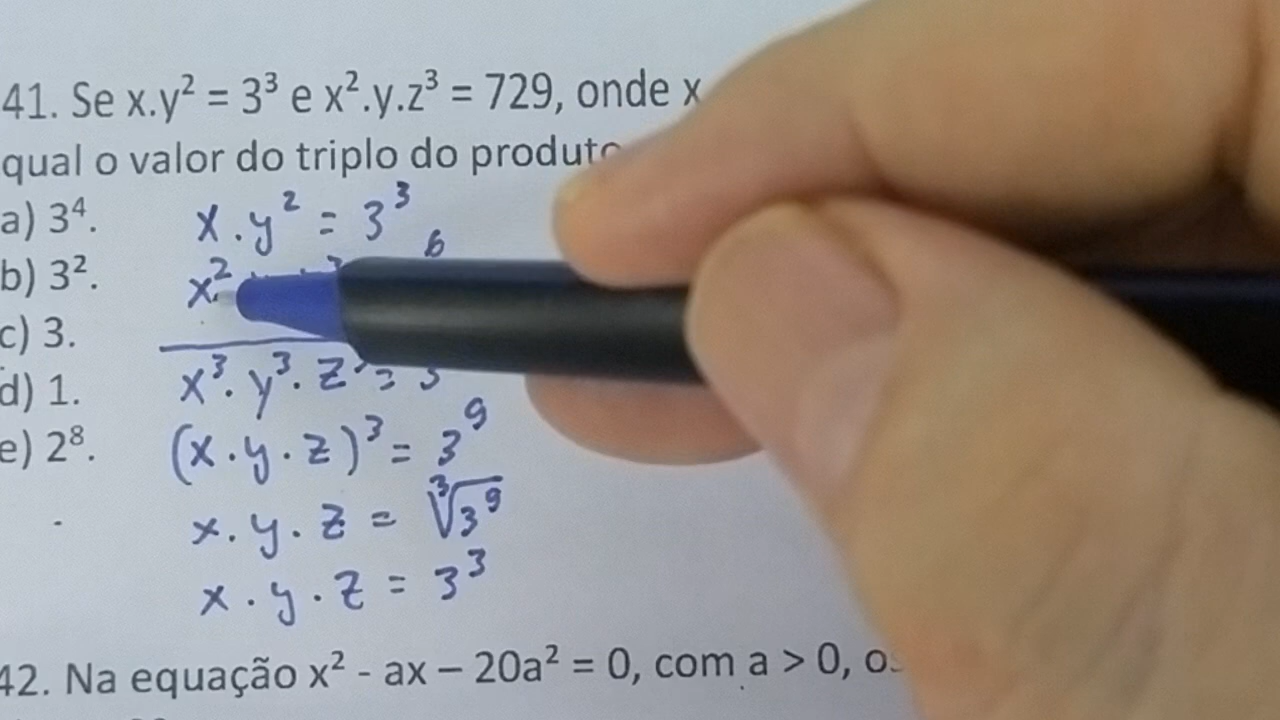 41. Se x.y² = 3³ e x².y.z³ = 729, onde x
qual o valor do triplo do produto
a) 3⁴.
b) 3².
c) 3.
d) 1.
e) 2⁸.
x . y² = 3³
x² 6
x³ . y³ . z
(x . y . z)³ = 3⁹
x . y . z = ∛3⁹
x . y . z = 3³
42. Na equação x² - ax – 20a² = 0, com a > 0,